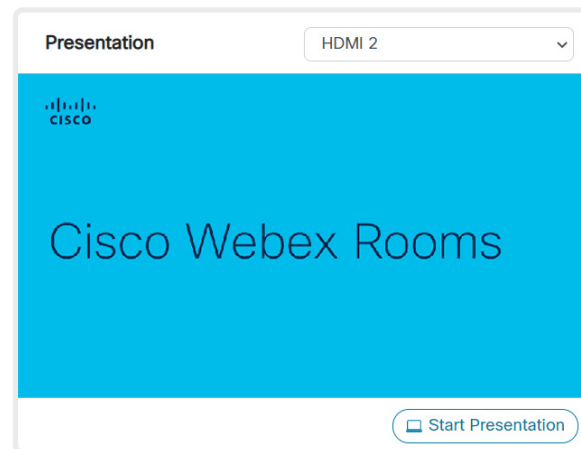 Presentation
HDMI 2
CISCO
Cisco Webex Rooms
Start Presentation